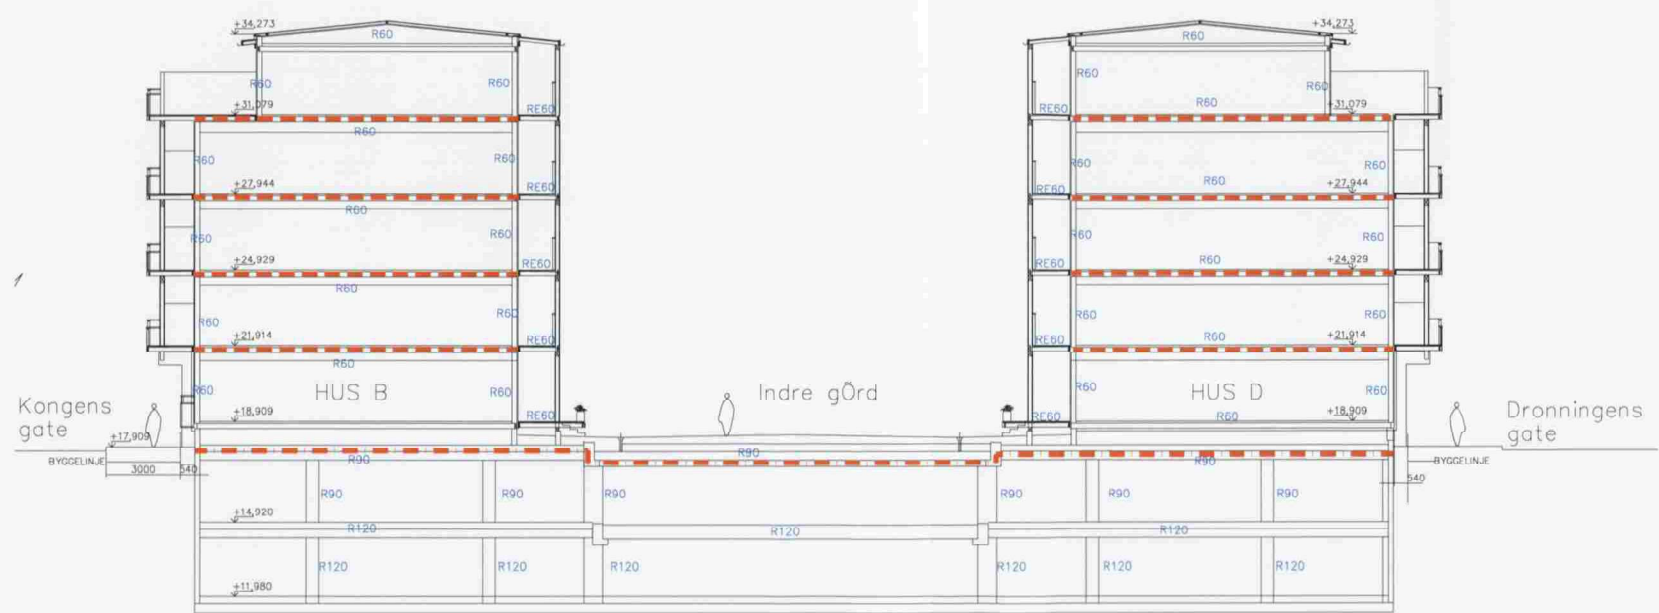 +34,273
R60
R60
+34,273
R60
R60
R60
R60
+31,079
RE60
RE60
R60
+31,079
R60
R60
R60
R60
R60
+27,944
RE60
RE60
R60
+27,944
R60
R60
R60
R60
R60
+24,929
RE60
RE60
R60
+24,929
R60
R60
R60
R60
R60
+21,914
RE60
RE60
R60
+21,914
R60
R60
R60
R60
R60
HUS B
Indre gÖrd
HUS D
Kongens
gate
+18,909
RE60
RE60
R60
+18,909
Dronningens
gate
+17,909
BYGGELINJE
R90
R90
R90
BYGGELINJE
3000
540
540
R90
R90
R90
R90
R90
R90
+14,920
R120
R120
R120
R120
R120
R120
R120
R120
R120
+11,980